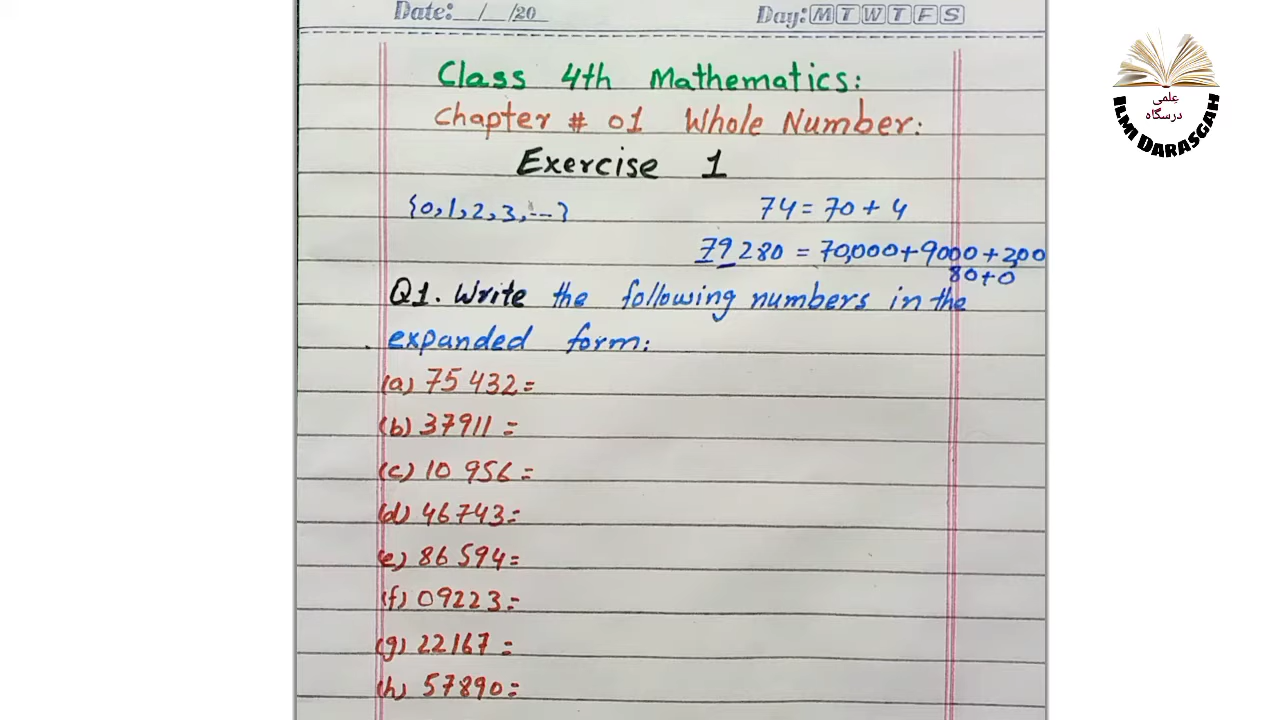 Date: __/__/20__ Day: M T W T F S
Class 4th Mathematics:
Chapter # 01 Whole Number:
Exercise 1
{0,1,2,3,...} 74 = 70 + 4
79280 = 70,000+9000+200
80+0
Q1. Write the following numbers in the
expanded form:
(a) 75 432=
(b) 37911 =
(c) 10 956=
(d) 46743=
(e) 86 594=
(f) 09223=
(g) 22167 =
(h) 57890=
علمی
درسگاہ
ILMI DARASGAH